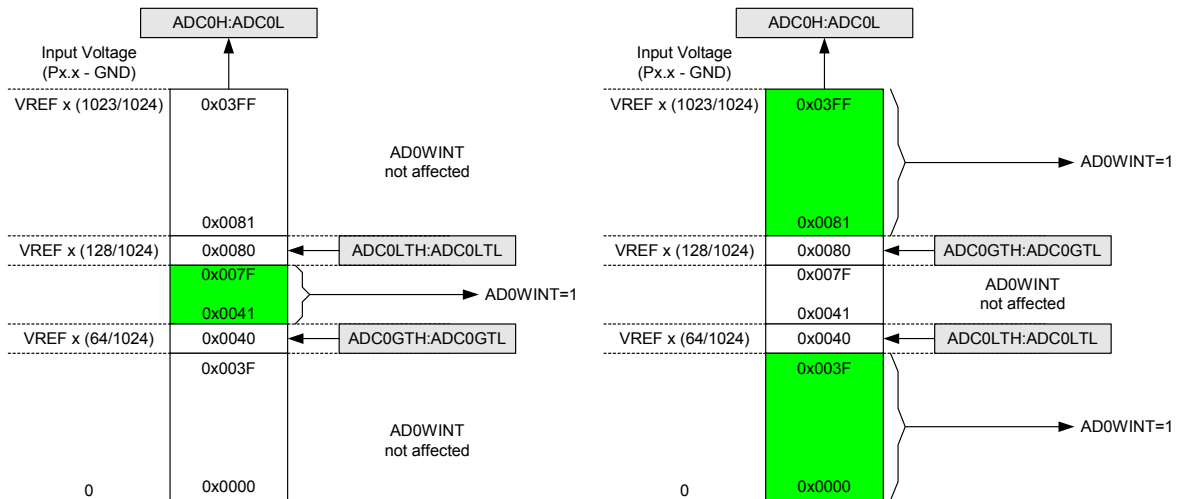 ADC0H:ADC0L
Input Voltage
(Px.x - GND)
VREF x (1023/1024)
0x03FF
AD0WINT
not affected
0x0081
VREF x (128/1024)
0x0080
ADC0LTH:ADC0LTL
0x007F
AD0WINT=1
0x0041
VREF x (64/1024)
0x0040
ADC0GTH:ADC0GTL
0x003F
AD0WINT
not affected
0
0x0000
ADC0H:ADC0L
Input Voltage
(Px.x - GND)
VREF x (1023/1024)
0x03FF
AD0WINT=1
0x0081
VREF x (128/1024)
0x0080
ADC0GTH:ADC0GTL
0x007F
AD0WINT
not affected
0x0041
VREF x (64/1024)
0x0040
ADC0LTH:ADC0LTL
0x003F
AD0WINT=1
0
0x0000